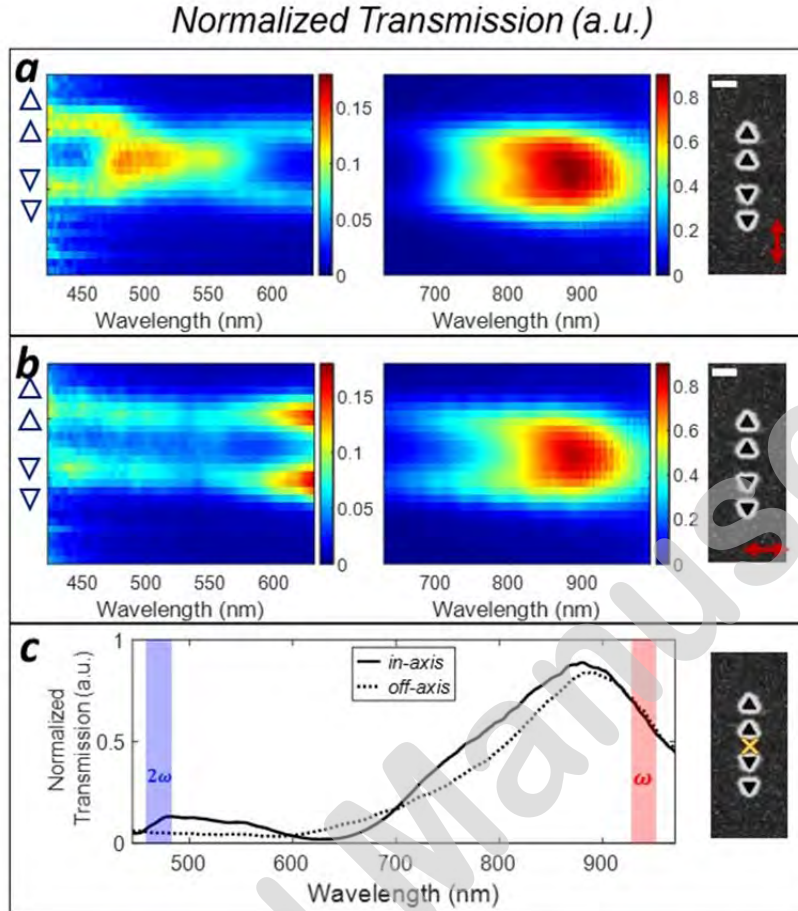 Normalized Transmission (a.u.)
a
0.15
0.1
0.05
0
450 500 550 600
Wavelength (nm)
0.8
0.6
0.4
0.2
0
700 800 900
Wavelength (nm)
b
0.15
0.1
0.05
0
450 500 550 600
Wavelength (nm)
0.8
0.6
0.4
0.2
0
700 800 900
Wavelength (nm)
c
Normalized
Transmission (a.u.)
1
0.5
0
in-axis
off-axis
2ω
ω
500 600 700 800 900
Wavelength (nm)